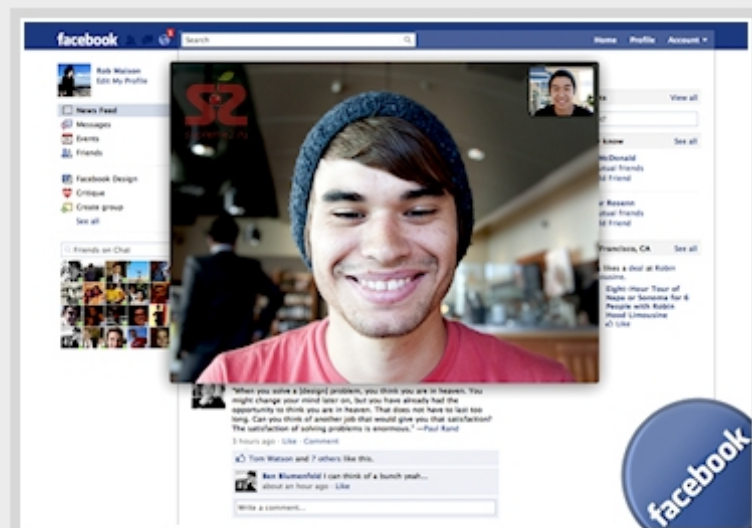 facebook
Search
Home Profile Account
Rob Watson
Edit My Profile
News Feed
Messages
Events
Friends
Facebook Design
Critique
Create group
See all
Friends on Chat
View all
know
See all
McDonald
utual friends
d Friend
r Rosenn
utual friends
d Friend
Francisco, CA
See all
likes a deal at Robin
ousine.
Eight-Hour Tour of
Napa or Sonoma for 6
People with Robin
Hood Limousine
Like
"When you solve a [design] problem, you think you are in heaven. You
might change your mind later on, but you have already had the
opportunity to think you are in heaven. That does not have to last too
long. Can you think of another job that would give you that satisfaction?
The satisfaction of solving problems is enormous." —Paul Rand
3 hours ago · Like · Comment
Tom Watson and 7 others like this.
Ben Blumenfeld I can think of a bunch yeah...
about an hour ago · Like
Write a comment...
facebook